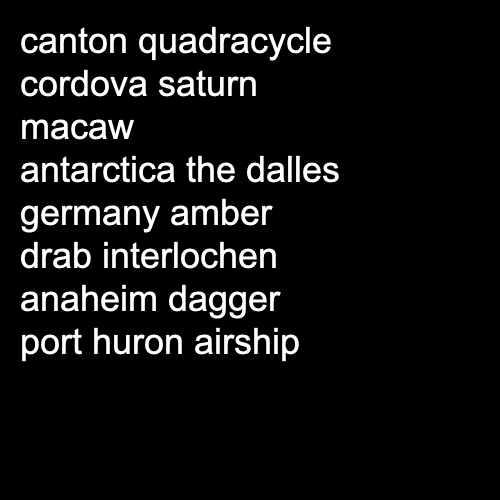 canton quadracycle
cordova saturn
macaw
antarctica the dalles
germany amber
drab interlochen
anaheim dagger
port huron airship